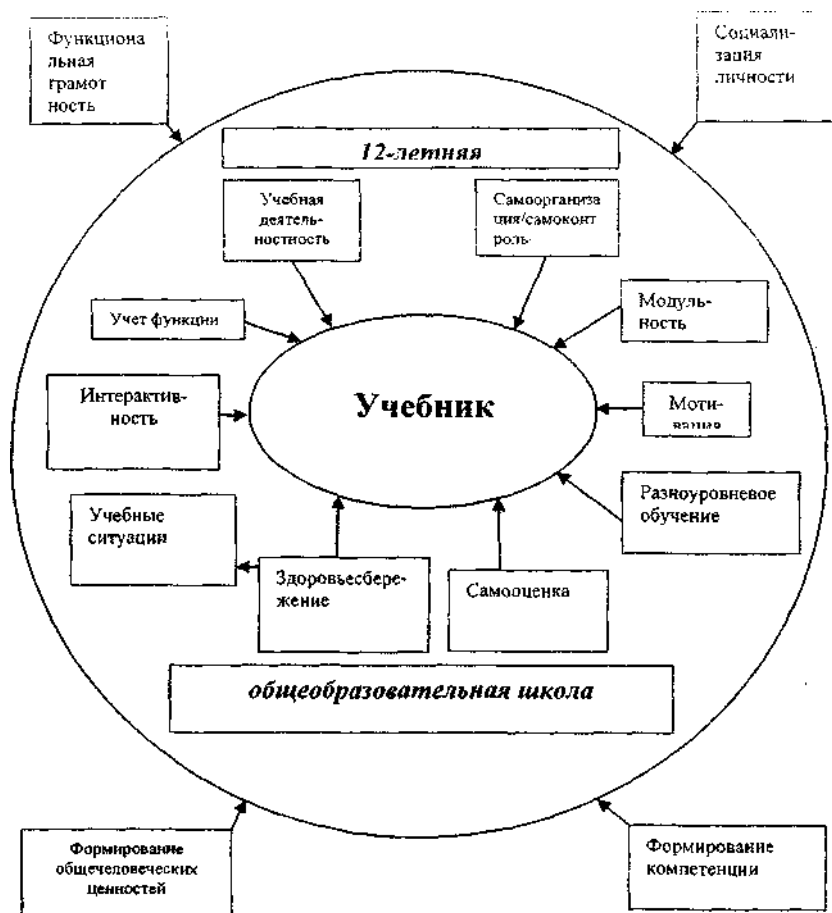 Функциона
льная
грамот
ность
Социали-
зация
личности
12-летняя
Учебная
деятель-
ностность
Самоорганиза
ция/самоконт
роль
Учет функции
Модуль-
ность
Интерактив-
ность
Учебник
Моти-
вация
Учебные
ситуации
Разноуровневое
обучение
Здоровьесбере-
жение
Самооценка
общеобразовательная школа
Формирование
общечеловеческих
ценностей
Формирование
компетенции